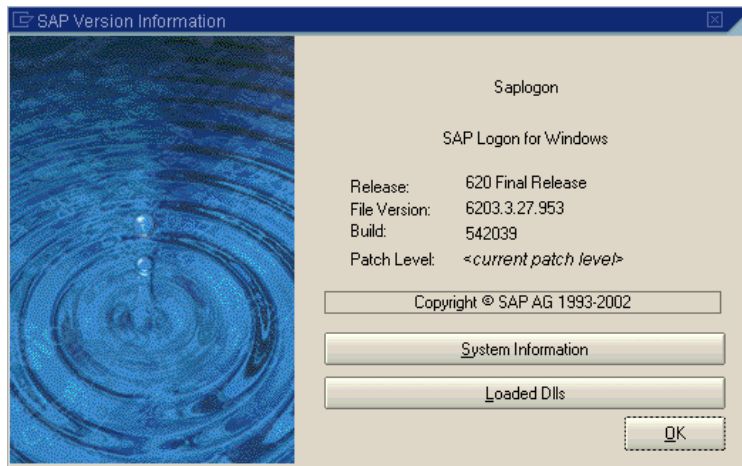 SAP Version Information
Saplogon
SAP Logon for Windows
Release: 620 Final Release
File Version: 6203.3.27.953
Build: 542039
Patch Level: <current patch level>
Copyright © SAP AG 1993-2002
System Information
Loaded Dlls
OK